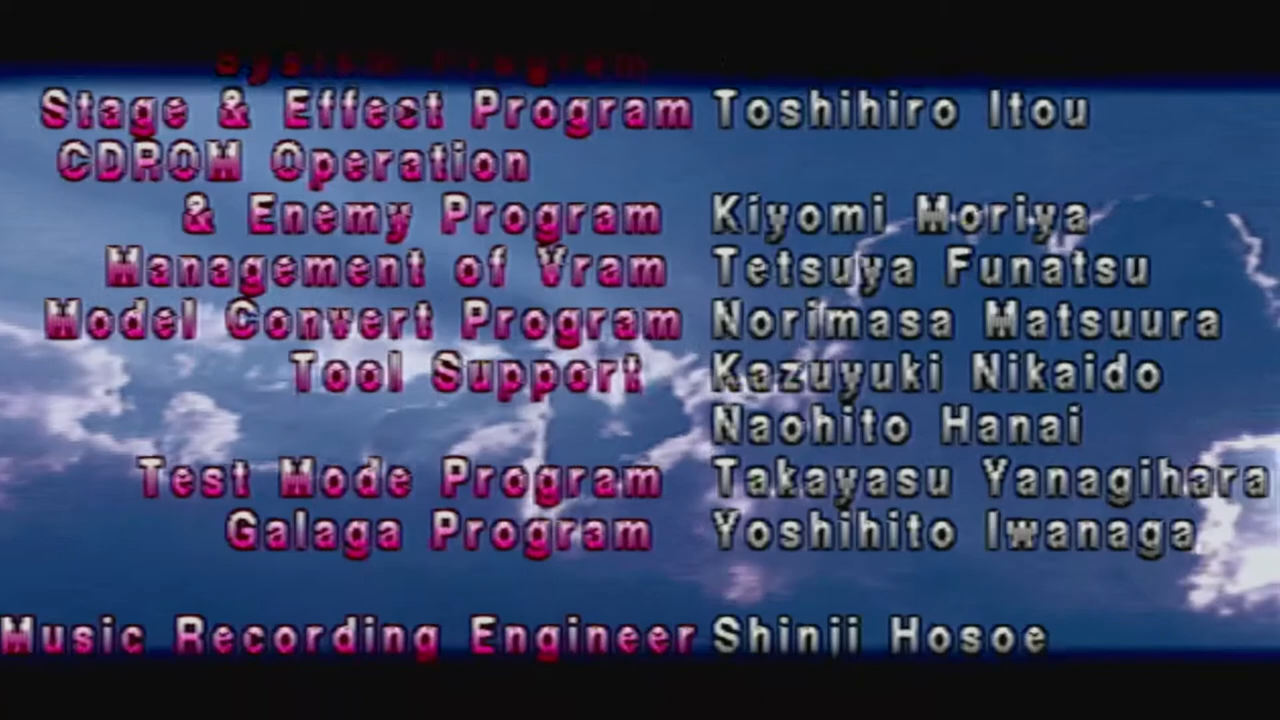 System Program
Stage & Effect Program Toshihiro Itou
CDROM Operation
& Enemy Program Kiyomi Moriya
Management of Vram Tetsuya Funatsu
Model Convert Program Norimasa Matsuura
Tool Support Kazuyuki Nikaido
Naohito Hanai
Test Mode Program Takayasu Yanagihara
Galaga Program Yoshihito Iwanaga
Music Recording Engineer Shinji Hosoe